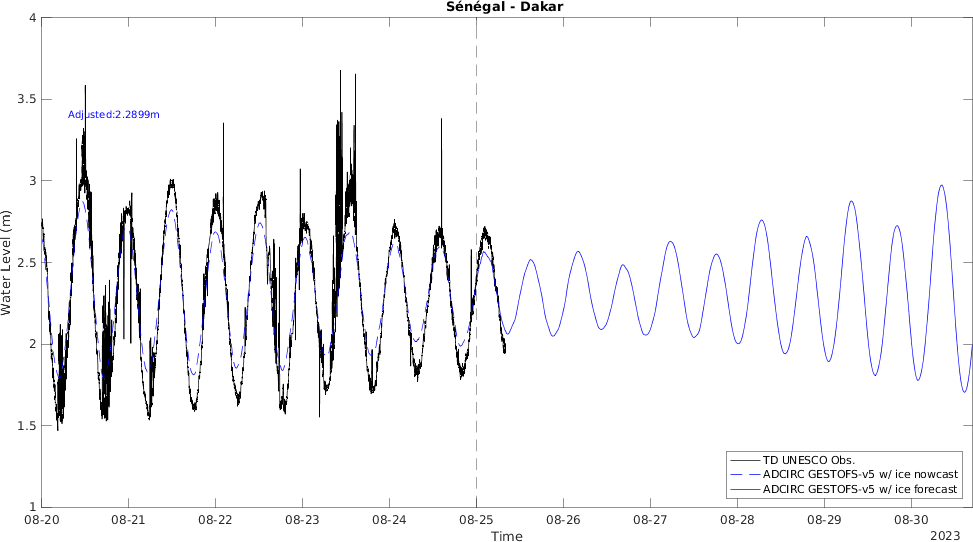 Sénégal - Dakar
4
3.5
3
2.5
2
1.5
1
Water Level (m)
Adjusted:2.2899m
TD UNESCO Obs.
ADCIRC GESTOFS-v5 w/ ice nowcast
ADCIRC GESTOFS-v5 w/ ice forecast
08-20 08-21 08-22 08-23 08-24 08-25 08-26 08-27 08-28 08-29 08-30
Time
2023